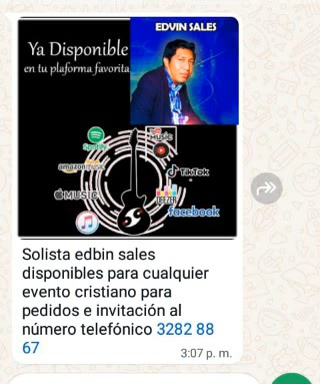 EDVIN SALES
Ya Disponible
en tu plaforma favorita
Spotify
Music
amazon music
TikTok
MUSIC
facebook
Solista edbin sales
disponibles para cualquier
evento cristiano para
pedidos e invitación al
número telefónico 3282 88
67
3:07 p. m.